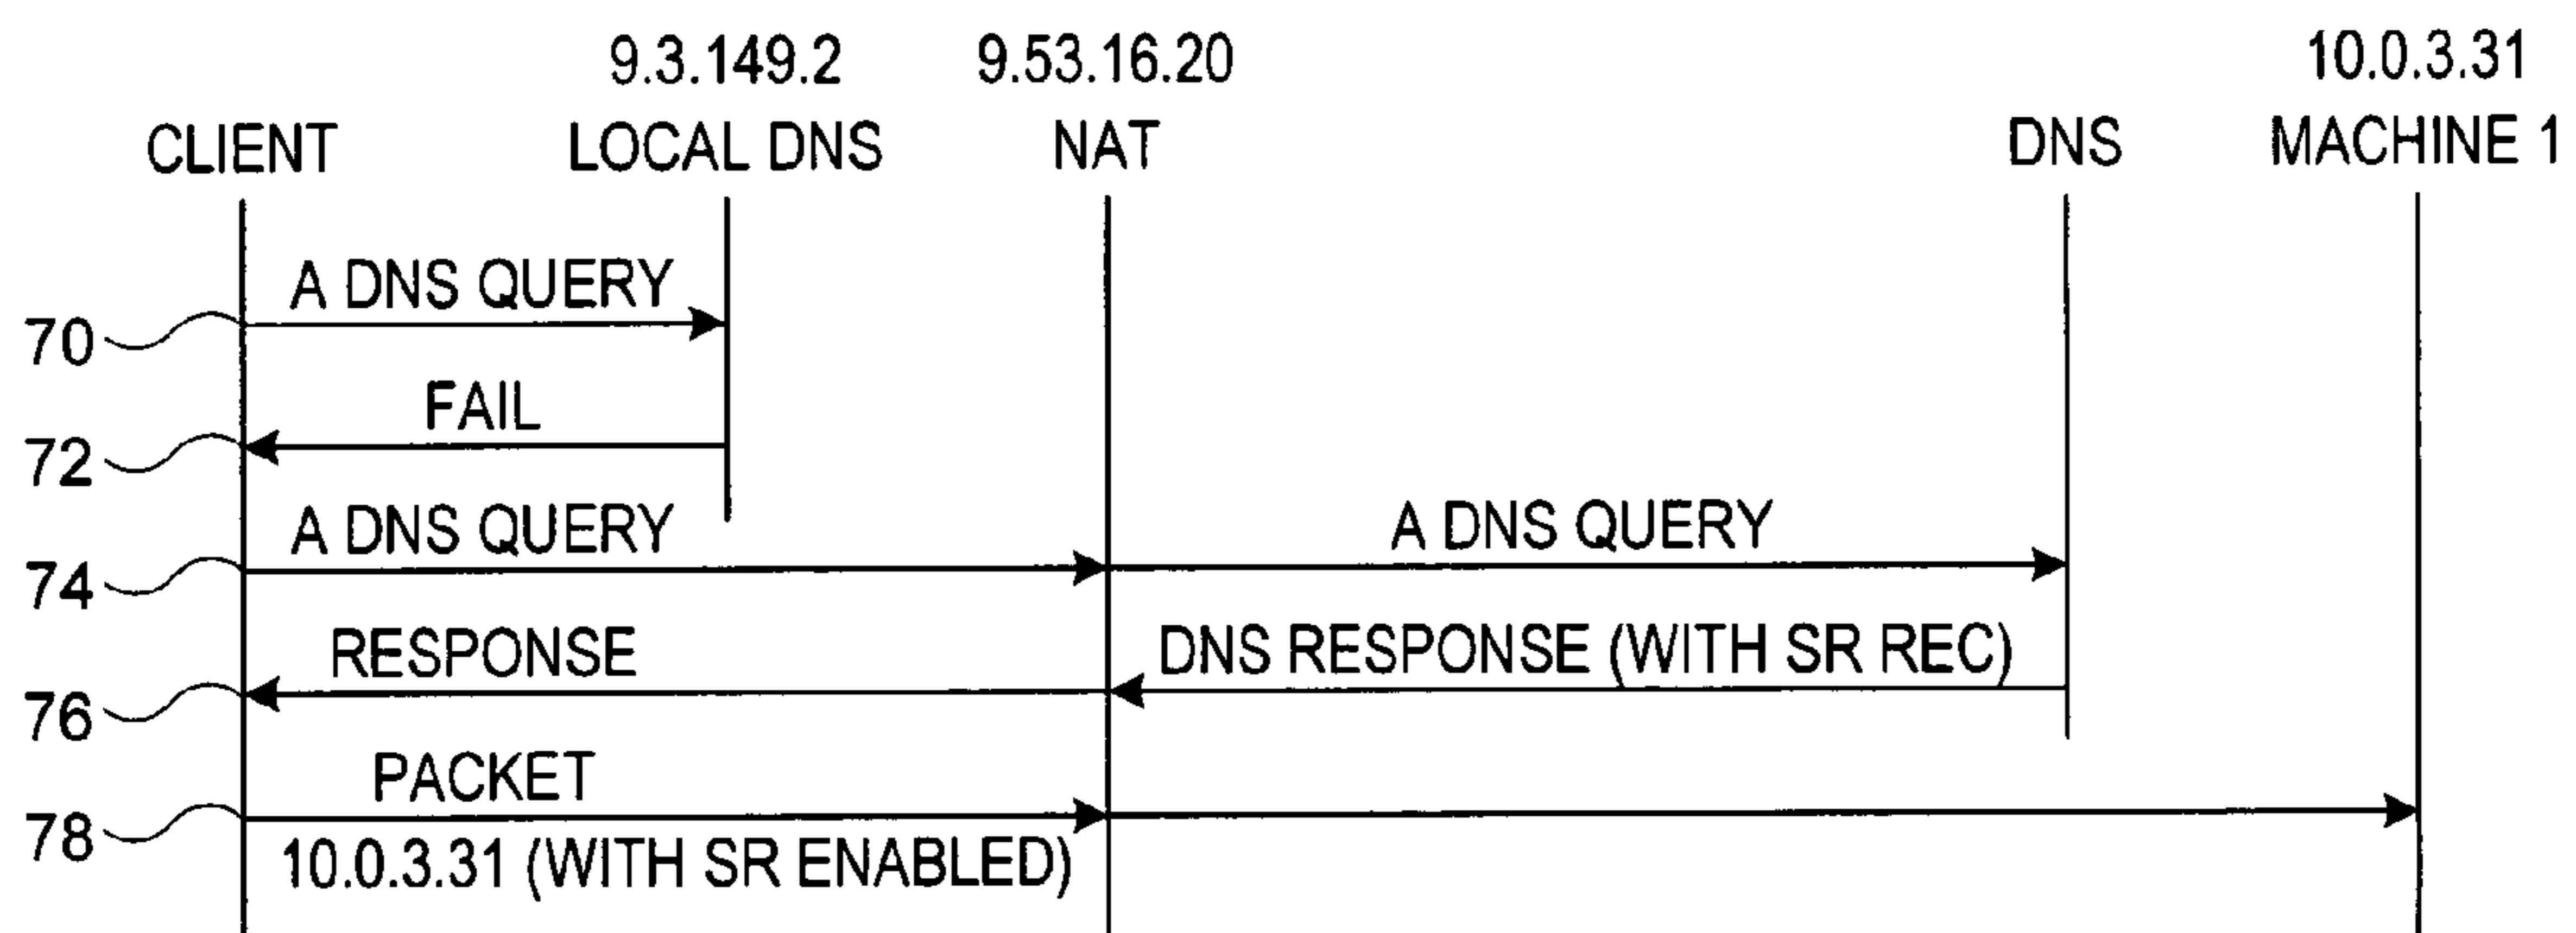 9.3.149.2 9.53.16.20 10.0.3.31
CLIENT LOCAL DNS NAT DNS MACHINE 1
A DNS QUERY
70
FAIL
72
A DNS QUERY A DNS QUERY
74
RESPONSE DNS RESPONSE (WITH SR REC)
76
PACKET
78
10.0.3.31 (WITH SR ENABLED)